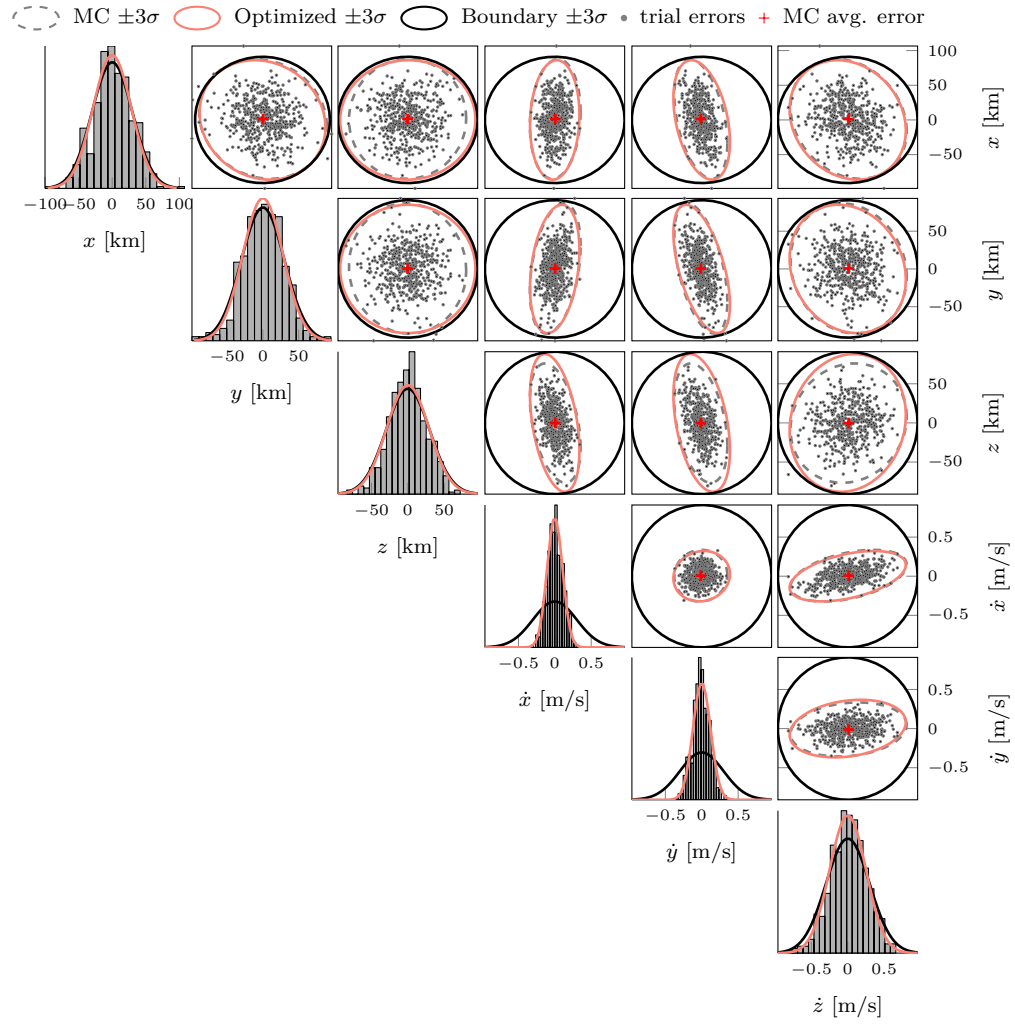 MC ±3σ Optimized ±3σ Boundary ±3σ trial errors MC avg. error
100
50
0
−50
x [km]
−100 −50 0 50 100
x [km]
50
0
−50
y [km]
−50 0 50
y [km]
50
0
−50
z [km]
−50 0 50
z [km]
0.5
0
−0.5
ẋ [m/s]
−0.5 0 0.5
ẋ [m/s]
0.5
0
−0.5
ẏ [m/s]
−0.5 0 0.5
ẏ [m/s]
−0.5 0 0.5
ż [m/s]